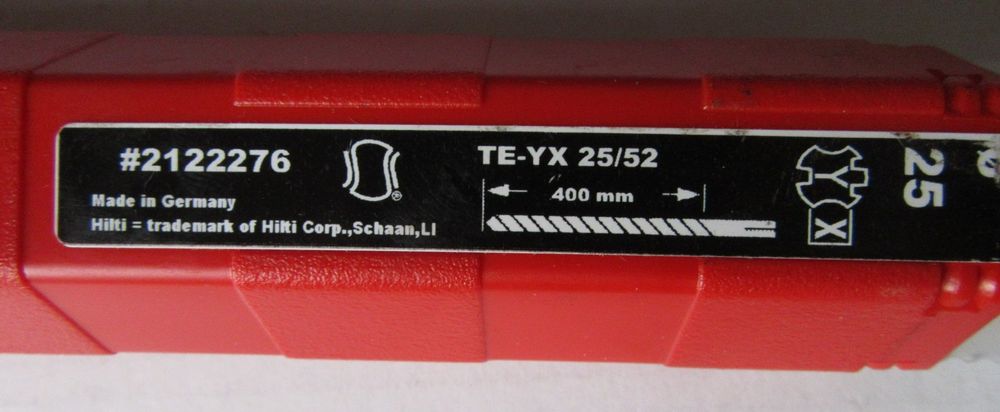 #2122276
Made in Germany
Hilti = trademark of Hilti Corp.,Schaan,LI
®
TE-YX 25/52
400 mm
Y
X
25